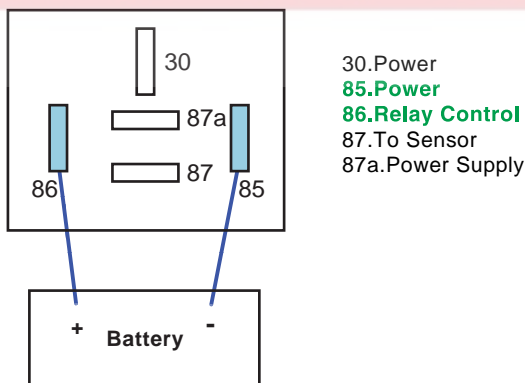 30
87a
87
86
85
+ Battery -
30.Power
85.Power
86.Relay Control
87.To Sensor
87a.Power Supply